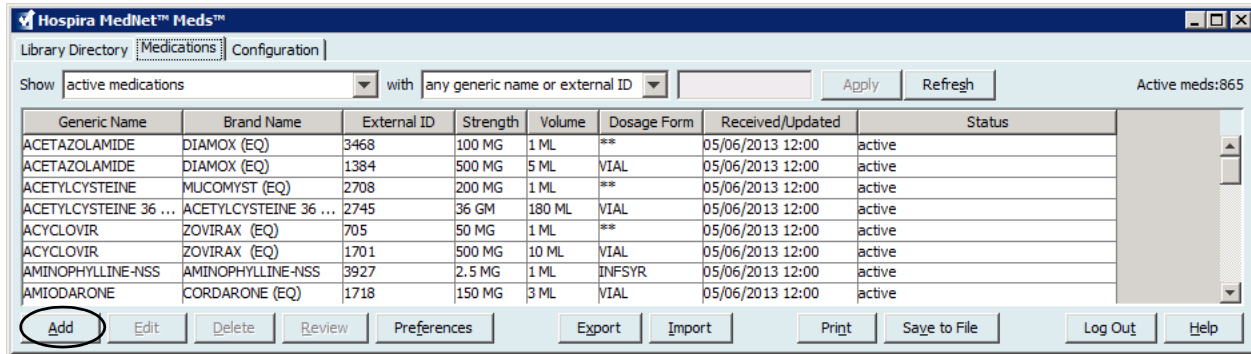 Hospira MedNet™ Meds™
Library Directory Medications Configuration
Show active medications with any generic name or external ID Apply Refresh Active meds:865
Generic Name Brand Name External ID Strength Volume Dosage Form Received/Updated Status
ACETAZOLAMIDE DIAMOX (EQ) 3468 100 MG 1 ML ** 05/06/2013 12:00 active
ACETAZOLAMIDE DIAMOX (EQ) 1384 500 MG 5 ML VIAL 05/06/2013 12:00 active
ACETYLCYSTEINE MUCOMYST (EQ) 2708 200 MG 1 ML ** 05/06/2013 12:00 active
ACETYLCYSTEINE 36 ... ACETYLCYSTEINE 36 ... 2745 36 GM 180 ML VIAL 05/06/2013 12:00 active
ACYCLOVIR ZOVIRAX (EQ) 705 50 MG 1 ML ** 05/06/2013 12:00 active
ACYCLOVIR ZOVIRAX (EQ) 1701 500 MG 10 ML VIAL 05/06/2013 12:00 active
AMINOPHYLLINE-NSS AMINOPHYLLINE-NSS 3927 2.5 MG 1 ML INFSYR 05/06/2013 12:00 active
AMIODARONE CORDARONE (EQ) 1718 150 MG 3 ML VIAL 05/06/2013 12:00 active
Add Edit Delete Review Preferences Export Import Print Save to File Log Out Help